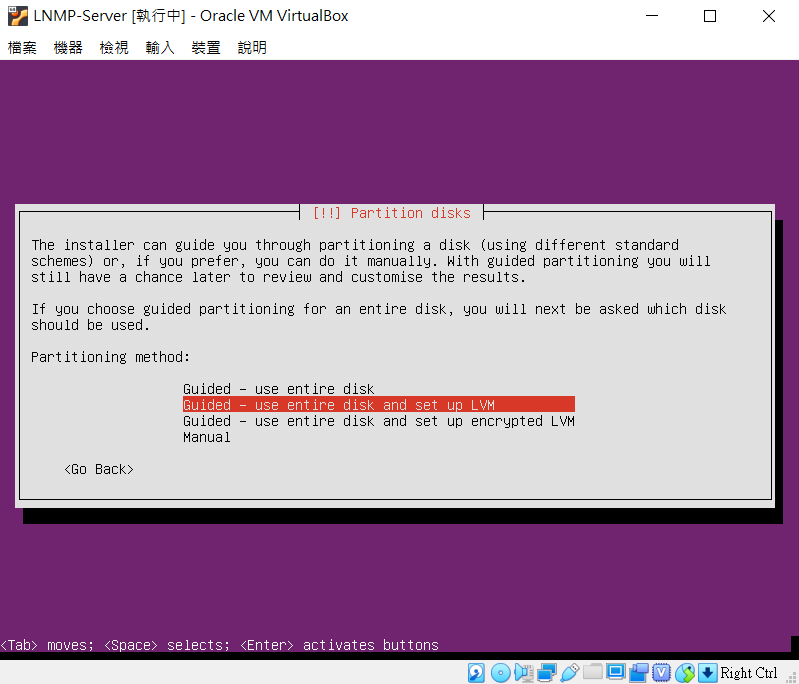 LNMP-Server [執行中] - Oracle VM VirtualBox
檔案 機器 檢視 輸入 裝置 說明
[!!] Partition disks
The installer can guide you through partitioning a disk (using different standard
schemes) or, if you prefer, you can do it manually. With guided partitioning you will
still have a chance later to review and customise the results.
If you choose guided partitioning for an entire disk, you will next be asked which disk
should be used.
Partitioning method:
Guided - use entire disk
Guided - use entire disk and set up LVM
Guided - use entire disk and set up encrypted LVM
Manual
<Go Back>
<Tab> moves; <Space> selects; <Enter> activates buttons
Right Ctrl